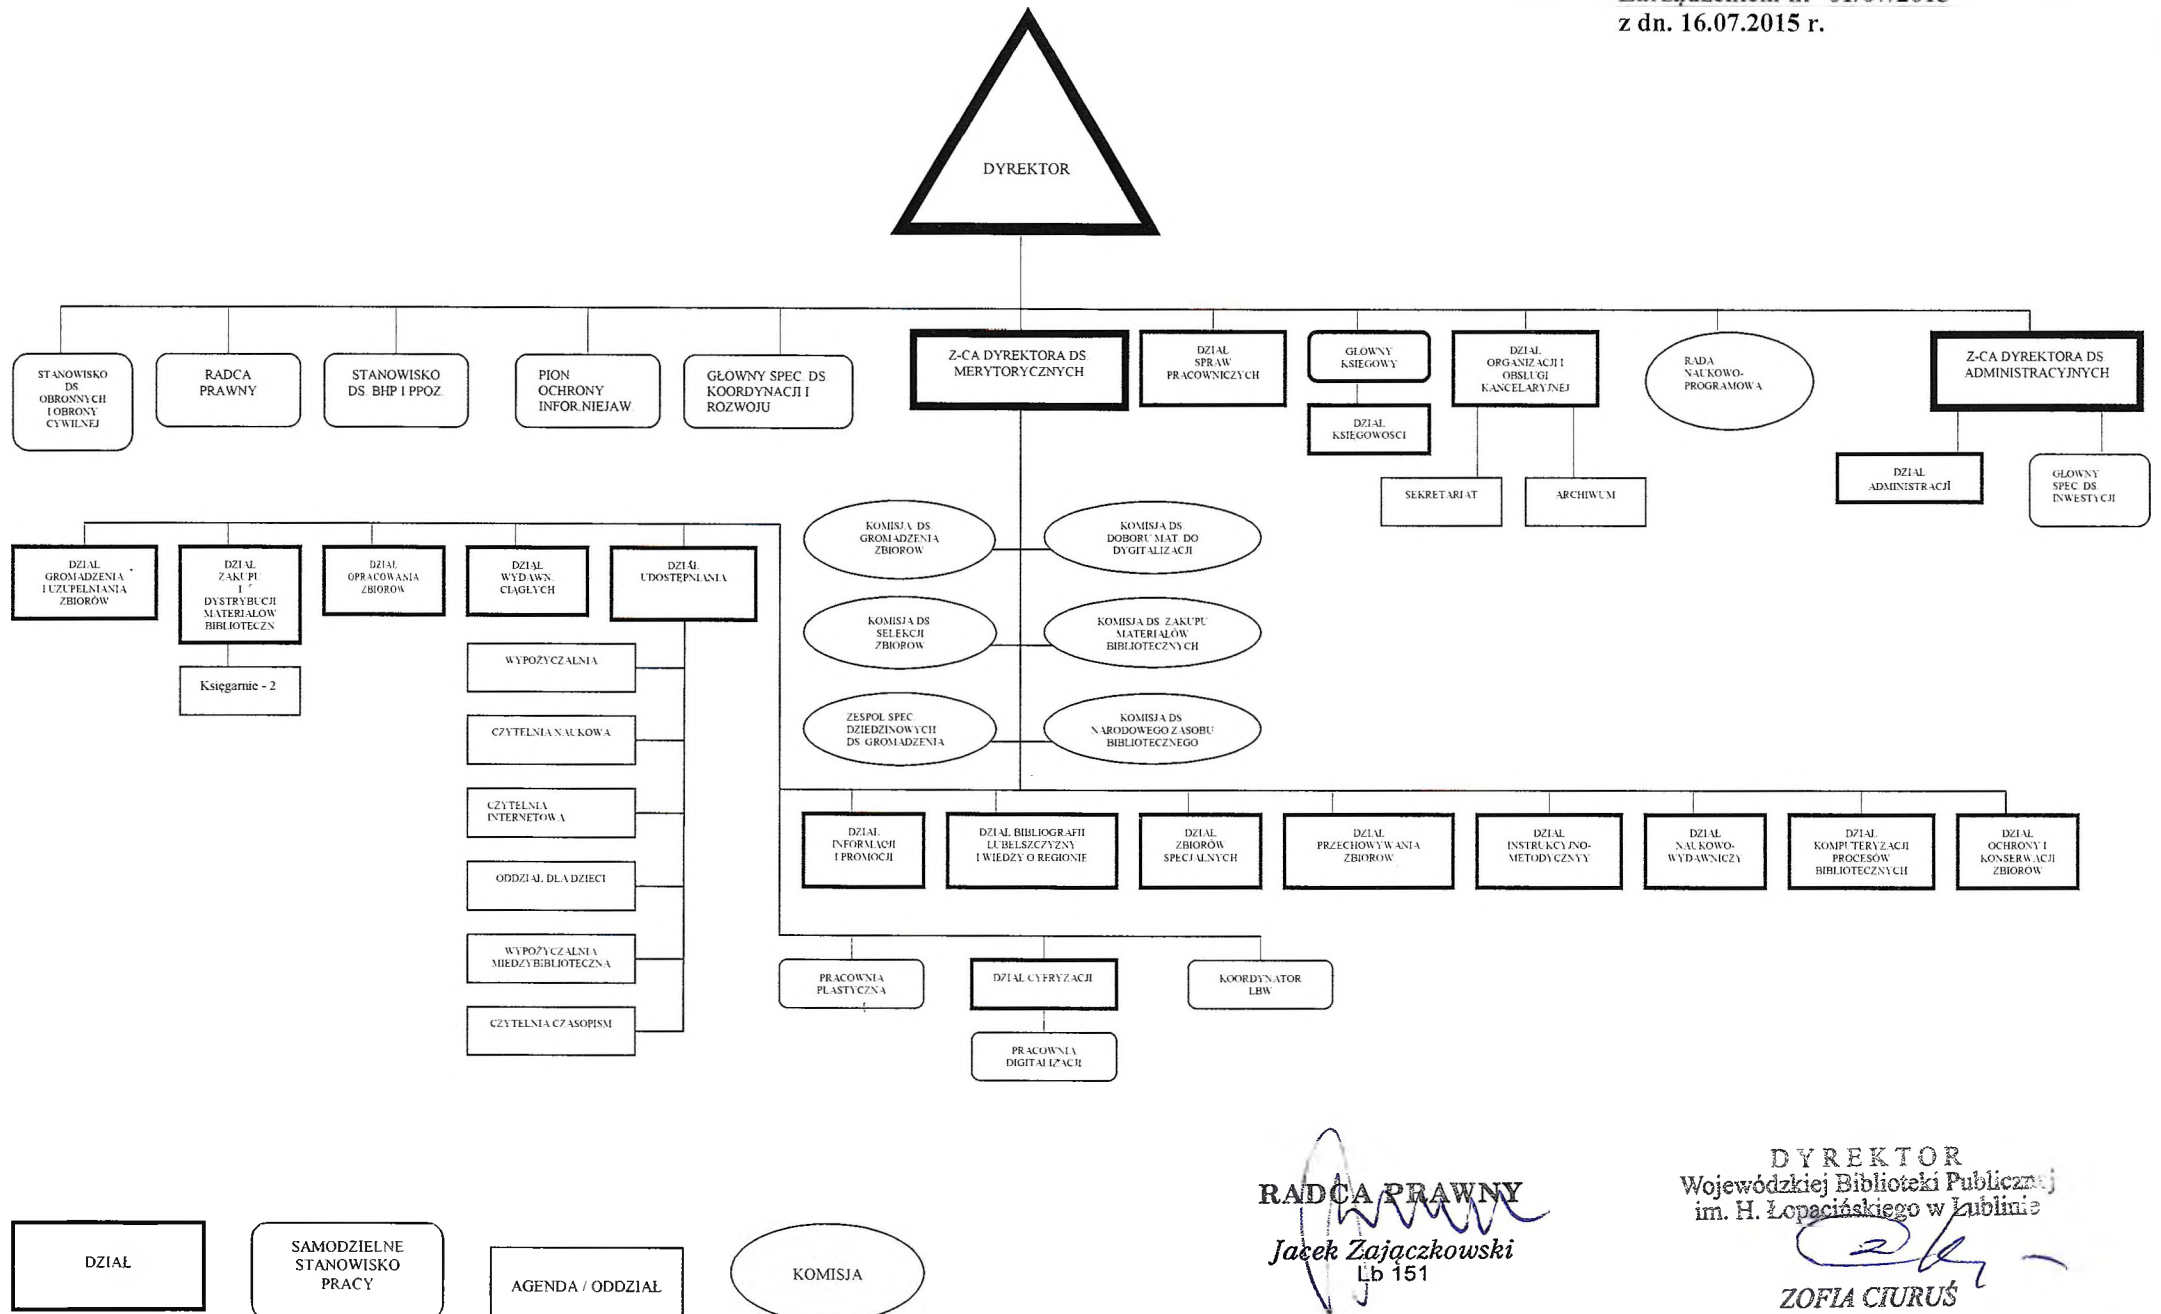 z dn. 16.07.2015 r.
DYREKTOR
STANOWISKO
DS
OBRONNYCH
I OBRONY
CYWILNEJ
RADCA
PRAWNY
STANOWISKO
DS. BHP I PPOŻ.
PION
OCHRONY
INFOR.NIEJAW.
GŁOWNY SPEC. DS.
KOORDYNACJI I
ROZWOJU
Z-CA DYREKTORA DS.
MERYTORYCZNYCH
DZIAŁ
SPRAW
PRACOWNICZYCH
GŁOWNY
KSIĘGOWY
DZIAŁ
KSIĘGOWOŚCI
DZIAŁ
ORGANIZACJI I
OBSŁUGI
KANCELARYJNEJ
SEKRETARIAT
ARCHIWUM
RADA
NAUKOWO-
PROGRAMOWA
Z-CA DYREKTORA DS
ADMINISTRACYJNYCH
DZIAŁ
ADMINISTRACJI
GŁOWNY
SPEC. DS.
INWESTYCJI
KOMISJA DS
GROMADZENIA
ZBIORÓW
KOMISJA DS
DOBORU MAT. DO
DYGITALIZACJI
KOMISJA DS
SELEKCJI
ZBIORÓW
KOMISJA DS. ZAKUPU
MATERIAŁÓW
BIBLIOTECZNYCH
ZESPÓŁ SPEC.
DZIEDZINOWYCH
DS. GROMADZENIA
KOMISJA DS
NARODOWEGO ZASOBU
BIBLIOTECZNEGO
DZIAŁ
GROMADZENIA
I UZUPEŁNIANIA
ZBIORÓW
DZIAŁ
ZAKUPU
I
DYSTRYBUCJI
MATERIAŁÓW
BIBLIOTECZN
Księgarnie - 2
DZIAŁ
OPRACOWANIA
ZBIORÓW
DZIAŁ
WYDAWN.
CIĄGŁYCH
DZIAŁ
UDOSTĘPNIANIA
WYPOŻYCZALNIA
CZYTELNIA NAUKOWA
CZYTELNIA
INTERNETOWA
ODDZIAŁ DLA DZIECI
WYPOŻYCZALNIA
MIĘDZYBIBLIOTECZNA
CZYTELNIA CZASOPISM
DZIAŁ
INFORMACJI
I PROMOCJI
DZIAŁ BIBLIOGRAFII
LUBELSZCZYZNY
I WIEDZY O REGIONIE
DZIAŁ
ZBIORÓW
SPECJALNYCH
DZIAŁ
PRZECHOWYWANIA
ZBIORÓW
DZIAŁ
INSTRUKCYJNO-
METODYCZNY
DZIAŁ
NAUKOWO-
WYDAWNICZY
DZIAŁ
KOMPUTERYZACJI
PROCESÓW
BIBLIOTECZNYCH
DZIAŁ
OCHRONY I
KONSERWACJI
ZBIORÓW
PRACOWNIA
PLASTYCZNA
DZIAŁ CYFRYZACJI
KOORDYNATOR
LBW
PRACOWNIA
DIGITALIZACJI
RADCA PRAWNY
Jacek Zajączkowski
Lb 151
DYREKTOR
Wojewódzkiej Biblioteki Publicznej
im. H. Łopacińskiego w Lublinie
ZOFIA CIURUŚ
DZIAŁ
SAMODZIELNE
STANOWISKO
PRACY
AGENDA / ODDZIAŁ
KOMISJA